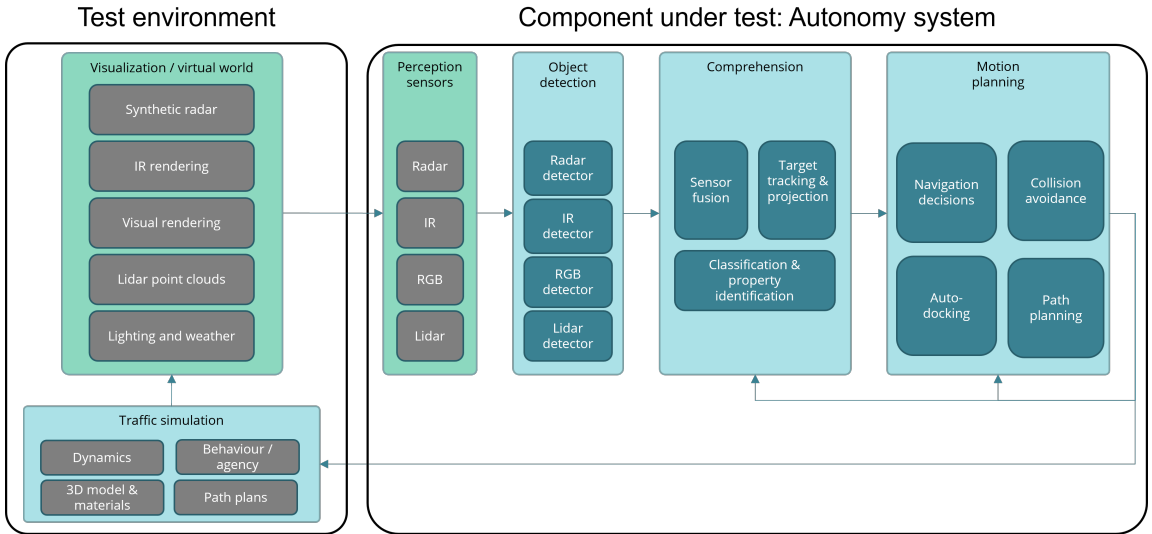 Test environment
Component under test: Autonomy system
Visualization / virtual world
Synthetic radar
IR rendering
Visual rendering
Lidar point clouds
Lighting and weather
Traffic simulation
Dynamics
Behaviour /
agency
3D model &
materials
Path plans
Perception
sensors
Radar
IR
RGB
Lidar
Object
detection
Radar
detector
IR
detector
RGB
detector
Lidar
detector
Comprehension
Sensor
fusion
Target
tracking &
projection
Classification &
property
identification
Motion
planning
Navigation
decisions
Collision
avoidance
Auto-
docking
Path
planning